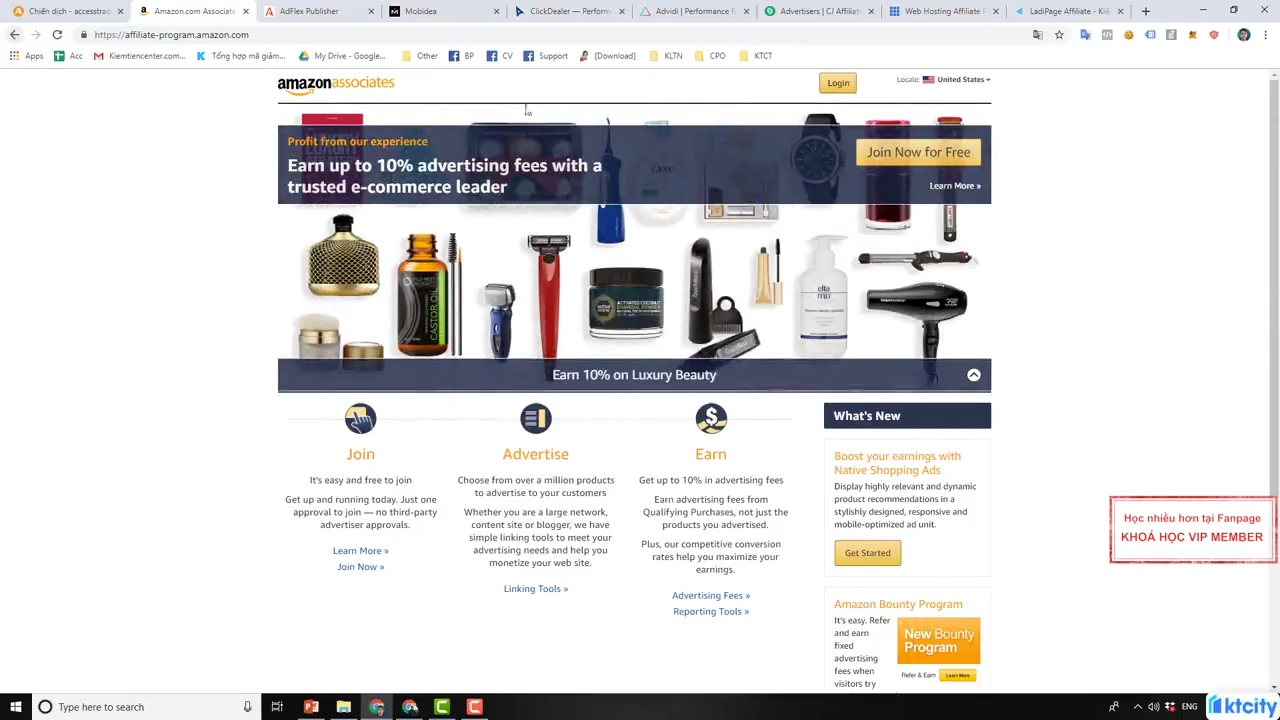 Chiến dịch - accesstrad
Amazon.com Associate
AdFlex Published
Mobidea
ClickDealer — Perform
Advidi | Performance M
Advertisers | CJ Affiliate
Web Hosting Affiliate P
LadiPage Affiliate - Kiế
https://affiliate-program.amazon.com
Apps
Acc
Kiemtiencenter.com...
Tổng hợp mã giảm...
My Drive - Google...
Other
BP
CV
Support
[Download]
KLTN
CPO
KTCT
amazonassociates
Login
Locale: United States
Profit from our experience
Earn up to 10% advertising fees with a
trusted e-commerce leader
Join Now for Free
Learn More »
CASTOR OIL
ACTIVATED COCONUT
CHARCOAL POWDER
elta
md
Earn 10% on Luxury Beauty
Join
It's easy and free to join
Get up and running today. Just one
approval to join — no third-party
advertiser approvals.
Learn More »
Join Now »
Advertise
Choose from over a million products
to advertise to your customers
Whether you are a large network,
content site or blogger, we have
simple linking tools to meet your
advertising needs and help you
monetize your web site.
Linking Tools »
Earn
Get up to 10% in advertising fees
Earn advertising fees from
Qualifying Purchases, not just the
products you advertised.
Plus, our competitive conversion
rates help you maximize your
earnings.
Advertising Fees »
Reporting Tools »
What's New
Boost your earnings with
Native Shopping Ads
Display highly relevant and dynamic
product recommendations in a
stylishly designed, responsive and
mobile-optimized ad unit.
Get Started
Amazon Bounty Program
It's easy. Refer
and earn
fixed
advertising
fees when
visitors try
New Bounty
Program
Refer & Earn
Learn More
Học nhiều hơn tại Fanpage
KHOÁ HỌC VIP MEMBER
Type here to search
ENG
ktcity